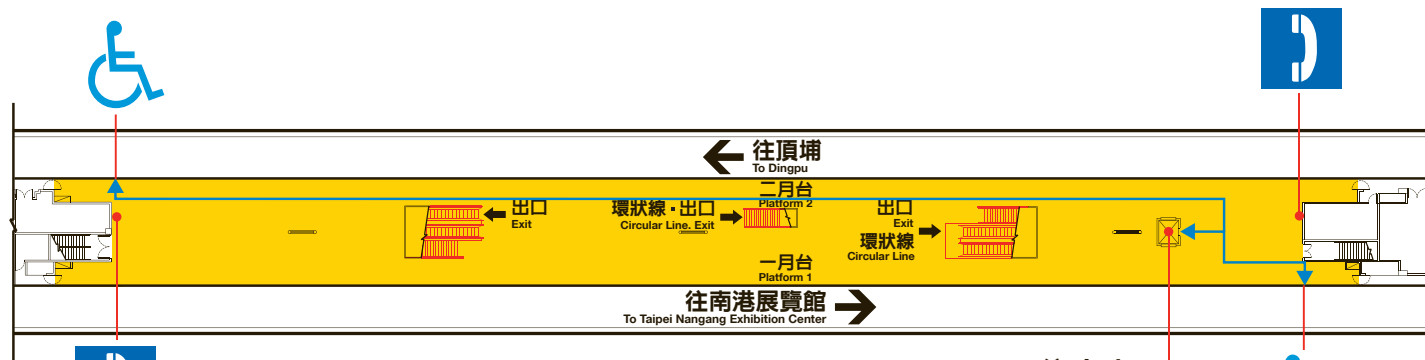 往頂埔
To Dingpu
二月台
Platform 2
出口
Exit
環狀線・出口
Circular Line. Exit
出口
Exit
環狀線
Circular Line
一月台
Platform 1
往南港展覽館
To Taipei Nangang Exhibition Center